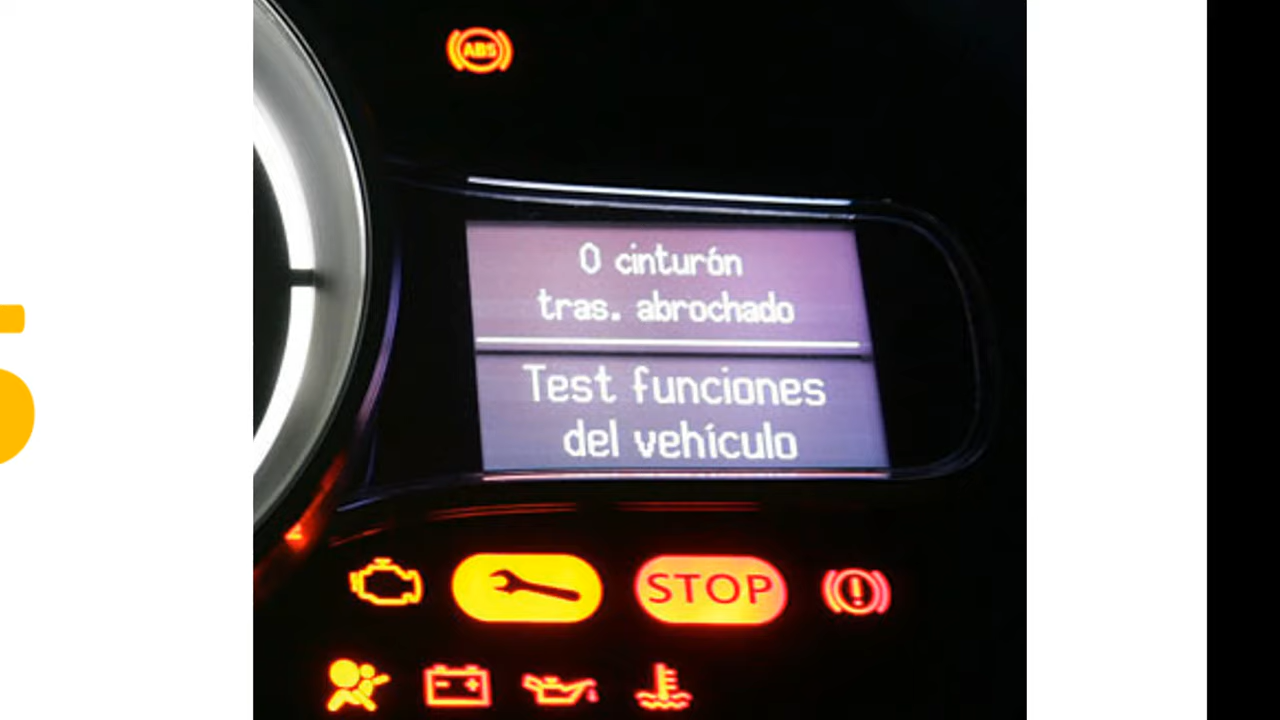 ABS
0 cinturón
tras. abrochado
Test funciones
del vehículo
STOP